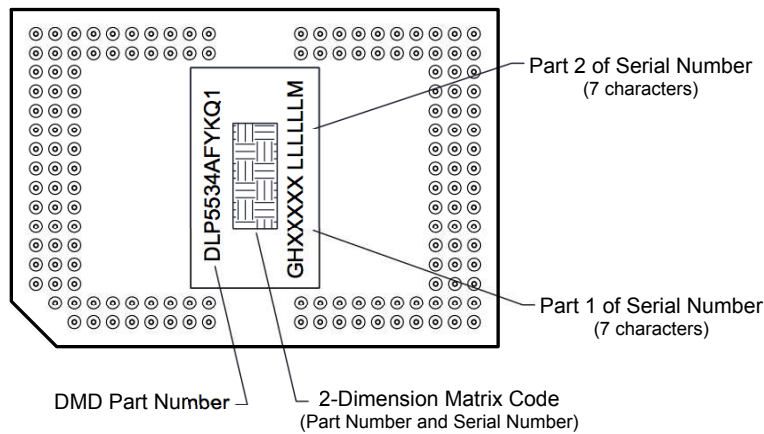 Part 2 of Serial Number
(7 characters)
DLP5534AFYKQ1
GHXXXXX LLLLLLM
Part 1 of Serial Number
(7 characters)
DMD Part Number
2-Dimension Matrix Code
(Part Number and Serial Number)